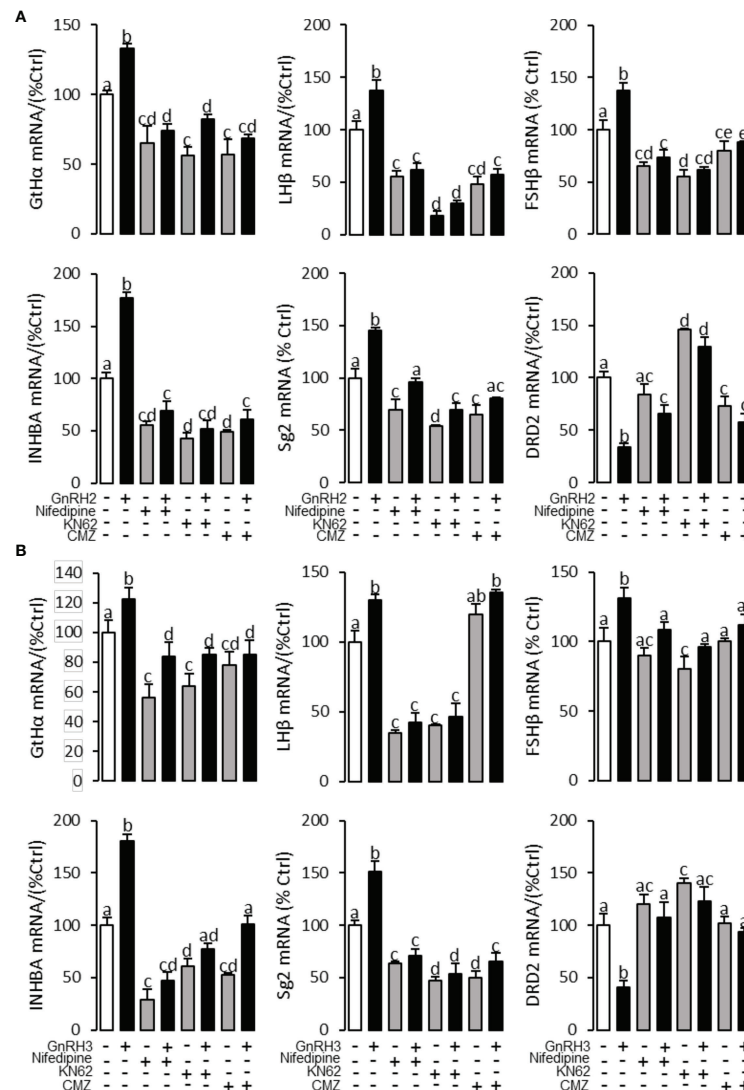 A
GtHα mRNA/(%Ctrl)
150
100
50
0
a b cd d c d c cd
LHβ mRNA/(%Ctrl)
200
150
100
50
0
a b c c d d cd c
FSHβ mRNA (% Ctrl)
200
150
100
50
0
a b cd c d cd ce e
INHBA mRNA/(%Ctrl)
200
150
100
50
0
a b cd c d cd d c
Sg2 mRNA (% Ctrl)
200
150
100
50
0
a b c a d c c ac
DRD2 mRNA/(%Ctrl)
200
150
100
50
0
a b ac c d d c c
GnRH2 - + - + - + - +
Nifedipine - - + + - - - -
KN62 - - - - + + - -
CMZ - - - - - - + +
B
GtHα mRNA/(%Ctrl)
140
120
100
80
60
40
20
0
a b c d c d cd d
LHβ mRNA/(%Ctrl)
150
100
50
0
a b c c c c ab b
FSHβ mRNA (% Ctrl)
200
150
100
50
0
a b ac a c a a
INHBA mRNA/(%Ctrl)
200
150
100
50
0
a b c cd d ad cd a
Sg2 mRNA (% Ctrl)
200
150
100
50
0
a b c c d d d c
DRD2 mRNA/(%Ctrl)
200
150
100
50
0
a b ac ac c ac a a
GnRH3 - + - + - + - +
Nifedipine - - + + - - - -
KN62 - - - - + + - -
CMZ - - - - - - + +